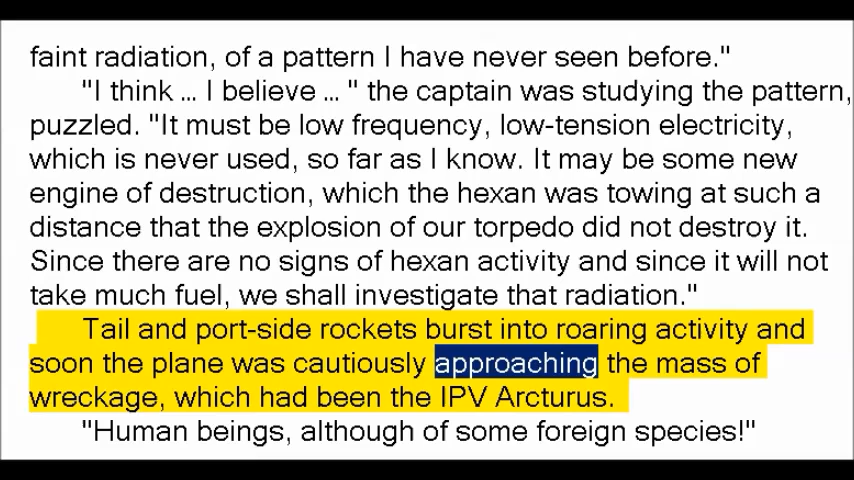 faint radiation, of a pattern I have never seen before."
"I think ... I believe ... " the captain was studying the pattern,
puzzled. "It must be low frequency, low-tension electricity,
which is never used, so far as I know. It may be some new
engine of destruction, which the hexan was towing at such a
distance that the explosion of our torpedo did not destroy it.
Since there are no signs of hexan activity and since it will not
take much fuel, we shall investigate that radiation."
Tail and port-side rockets burst into roaring activity and
soon the plane was cautiously approaching the mass of
wreckage, which had been the IPV Arcturus.
"Human beings, although of some foreign species!"